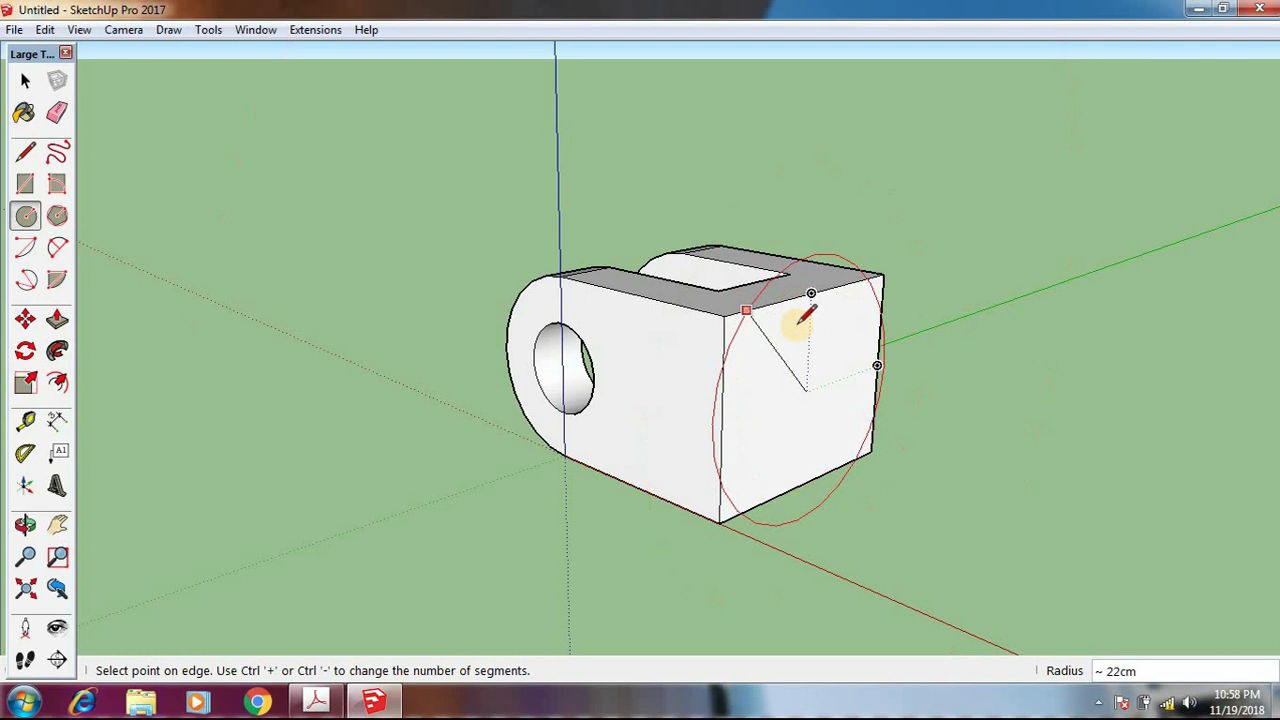 Untitled - SketchUp Pro 2017
File Edit View Camera Draw Tools Window Extensions Help
Large T...
A1
Select point on edge. Use Ctrl '+' or Ctrl '-' to change the number of segments.
Radius ~ 22cm
10:58 PM
11/19/2018